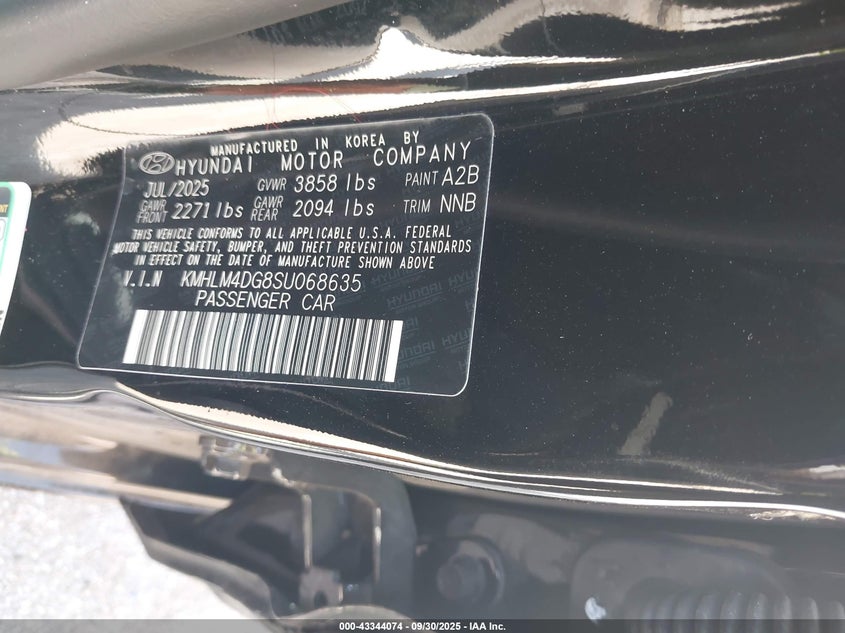 MANUFACTURED IN KOREA BY
HYUNDAI MOTOR COMPANY
JUL/2025 GVWR 3858 lbs PAINT A2B
GAWR FRONT 2271 lbs GAWR REAR 2094 lbs TRIM NNB
THIS VEHICLE CONFORMS TO ALL APPLICABLE U.S.A. FEDERAL
MOTOR VEHICLE SAFETY, BUMPER, AND THEFT PREVENTION STANDARDS
IN EFFECT ON THE DATE OF MANUFACTURE SHOWN ABOVE
V.I.N KMHLM4DG8SU068635
PASSENGER CAR
HYUNDAI
000-43344074 - 09/30/2025 - IAA Inc.